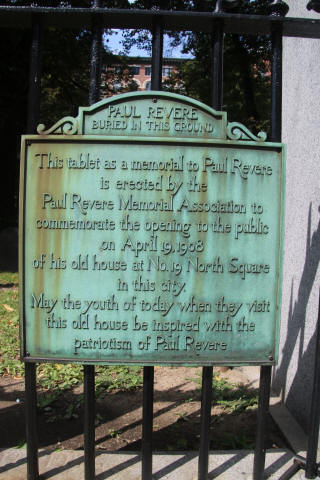 PAUL REVERE
BURIED IN THIS GROUND
This tablet as a memorial to Paul Revere
is erected by the
Paul Revere Memorial Association to
commemorate the opening to the public
on April 19, 1908
of his old house at No. 19 North Square
in this city.
May the youth of today when they visit
this old house be inspired with the
patriotism of Paul Revere